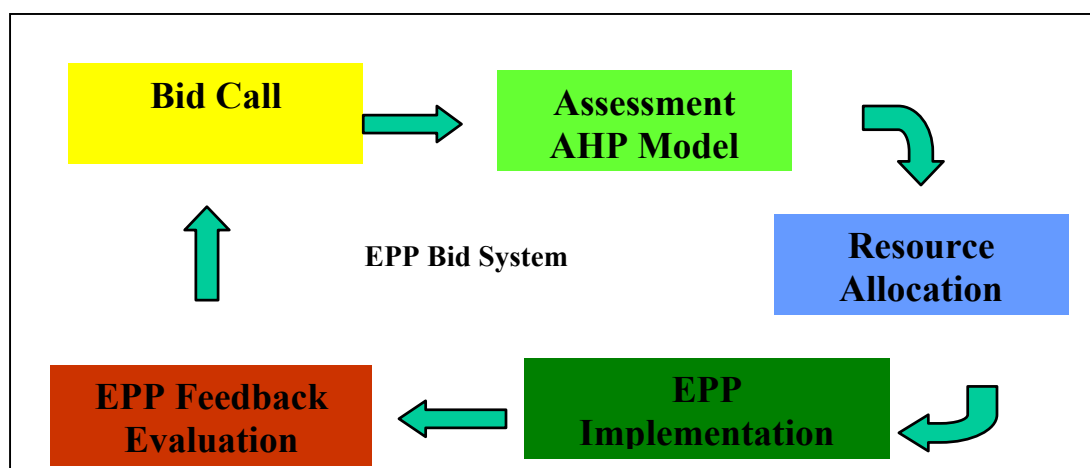 Bid Call
Assessment
AHP Model
Resource
Allocation
EPP Bid System
EPP Feedback
Evaluation
EPP
Implementation